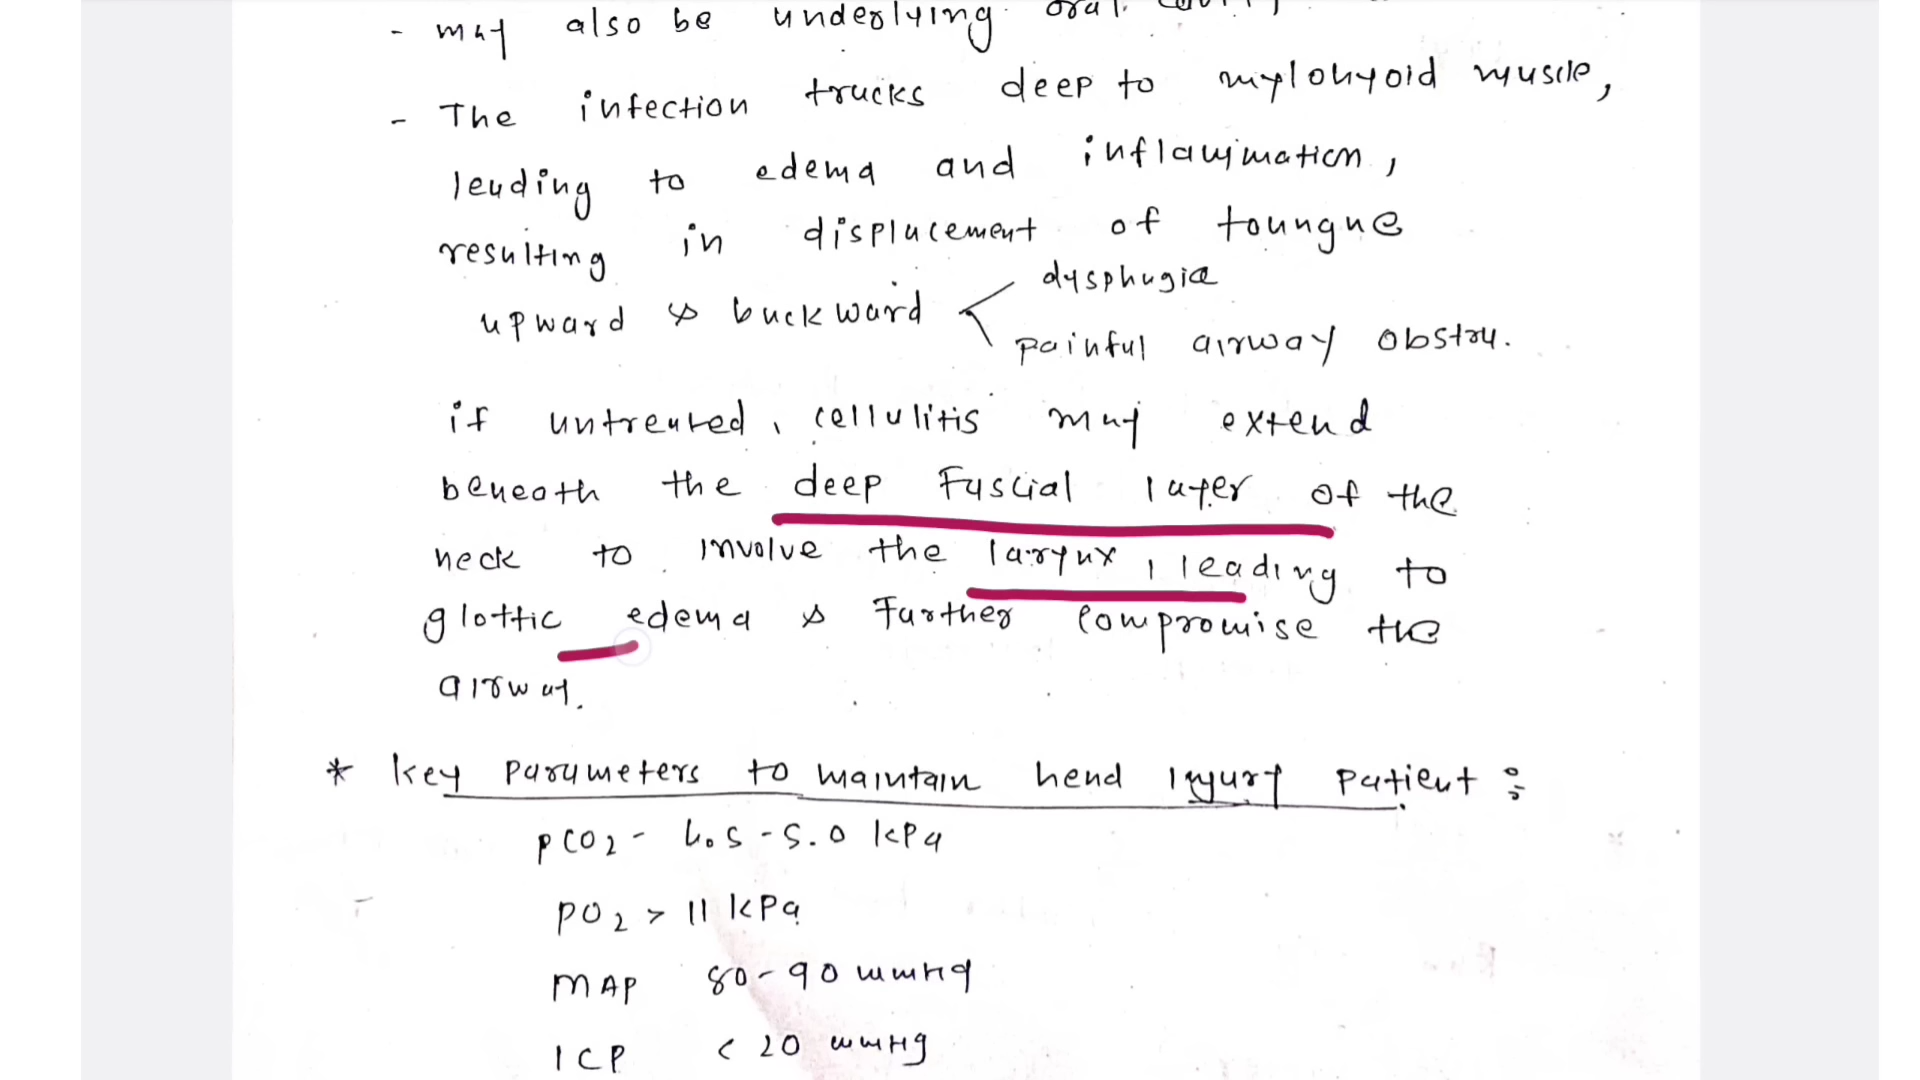 - may also be underlying oral
- The infection trucks deep to mylohyoid muscle,
leading to edema and inflammation,
resulting in displacement of toungue
upward & backward
dysphagia
painful airway obstru.
if untreated, cellulitis may extend
beneath the deep Fascial layer of the
neck to involve the larynx, leading to
glottic edema & Further compromise the
airway.
* Key Parameters to maintain head Injury Patient :
PCO2 - 4.5 - 5.0 kPa
PO2 > 11 kPa
MAP 80-90 mmHg
ICP < 20 mmHg